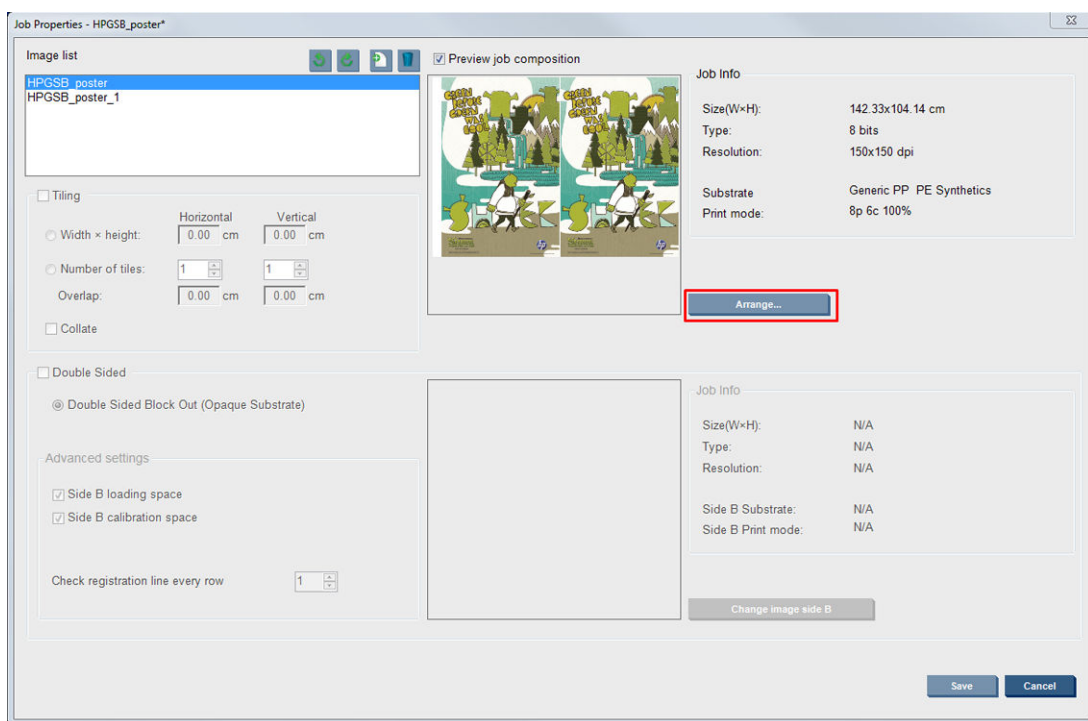 Job Properties - HPGSB_poster*
Image list
HPGSB_poster
HPGSB_poster_1
Tiling
Horizontal Vertical
Width × height: 0.00 cm 0.00 cm
Number of tiles: 1 1
Overlap: 0.00 cm 0.00 cm
Collate
Preview job composition
Job Info
Size(W×H): 142.33x104.14 cm
Type: 8 bits
Resolution: 150x150 dpi
Substrate Generic PP PE Synthetics
Print mode: 8p 6c 100%
Arrange...
Double Sided
Double Sided Block Out (Opaque Substrate)
Advanced settings
Side B loading space
Side B calibration space
Check registration line every row 1
Job Info
Size(W×H): N/A
Type: N/A
Resolution: N/A
Side B Substrate: N/A
Side B Print mode: N/A
Change image side B
Save Cancel